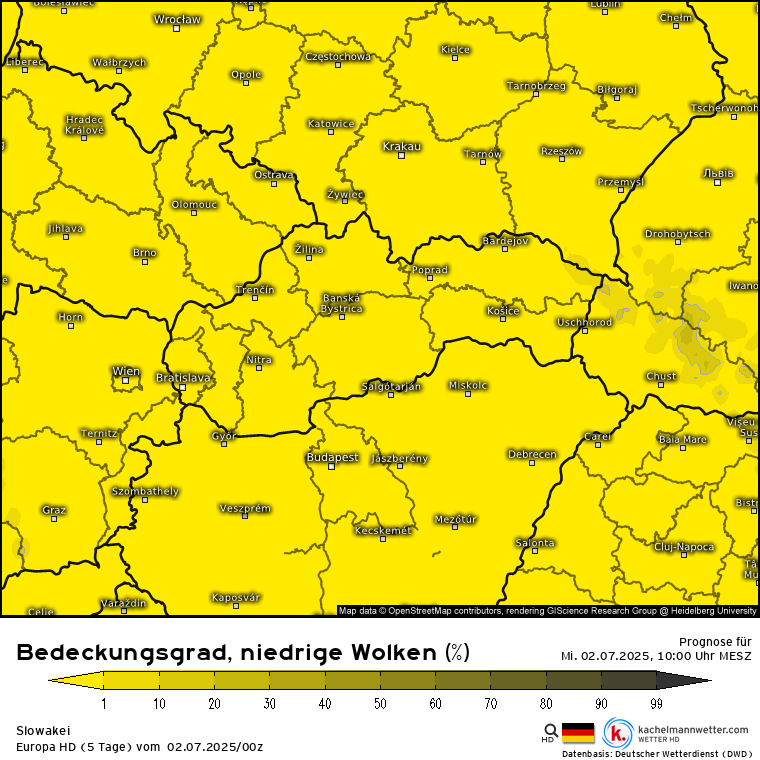 Bolesławiec
Kępno
Lublin
Wrocław
Chełm
Kielce
Częstochowa
Liberec
Wałbrzych
Opole
Tarnobrzeg
Biłgoraj
Tscherwonoh
Hradec
Králové
Katowice
Krakau
Tarnów
Rzeszów
Ostrava
Львів
Żywiec
Przemyśl
Olomouc
Jihlava
Drohobytsch
Brno
Žilina
Bardejov
Poprad
Iwano
Trenčín
Banská
Bystrica
Horn
Košice
Uschhorod
Nitra
Wien
Bratislava
Salgótarján
Miskolc
Chust
Vișeu
Sus
Ternitz
Győr
Carei
Baia Mare
Budapest
Jászberény
Debrecen
Szombathely
Graz
Veszprém
Bistri
Mezőtúr
Kecskemét
Salonta
Cluj-Napoca
Tâ
Mu
Kaposvár
Varaždin
Celje
Map data © OpenStreetMap contributors, rendering GIScience Research Group @ Heidelberg University
Bedeckungsgrad, niedrige Wolken (%)
Prognose für
Mi. 02.07.2025, 10:00 Uhr MESZ
1 10 20 30 40 50 60 70 80 90 99
Slowakei
Europa HD (5 Tage) vom 02.07.2025/00z
HD
k.
kachelmannwetter.com
WETTER HD
Datenbasis: Deutscher Wetterdienst (DWD)